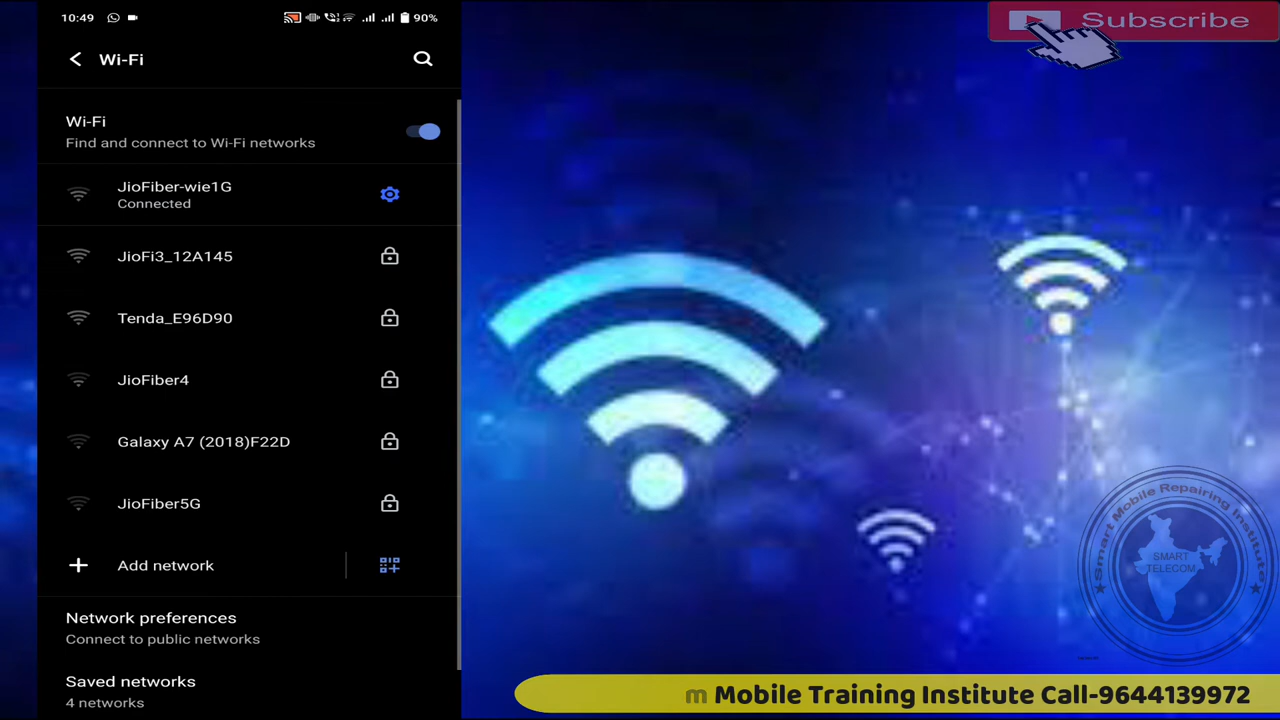 10:49
90%
Subscribe
Wi-Fi
Wi-Fi
Find and connect to Wi-Fi networks
JioFiber-wie1G
Connected
JioFi3_12A145
Tenda_E96D90
JioFiber4
Galaxy A7 (2018)F22D
JioFiber5G
Add network
Network preferences
Connect to public networks
Saved networks
4 networks
Smart Mobile Repairing Institute
SMART
TELECOM
m Mobile Training Institute Call-9644139972